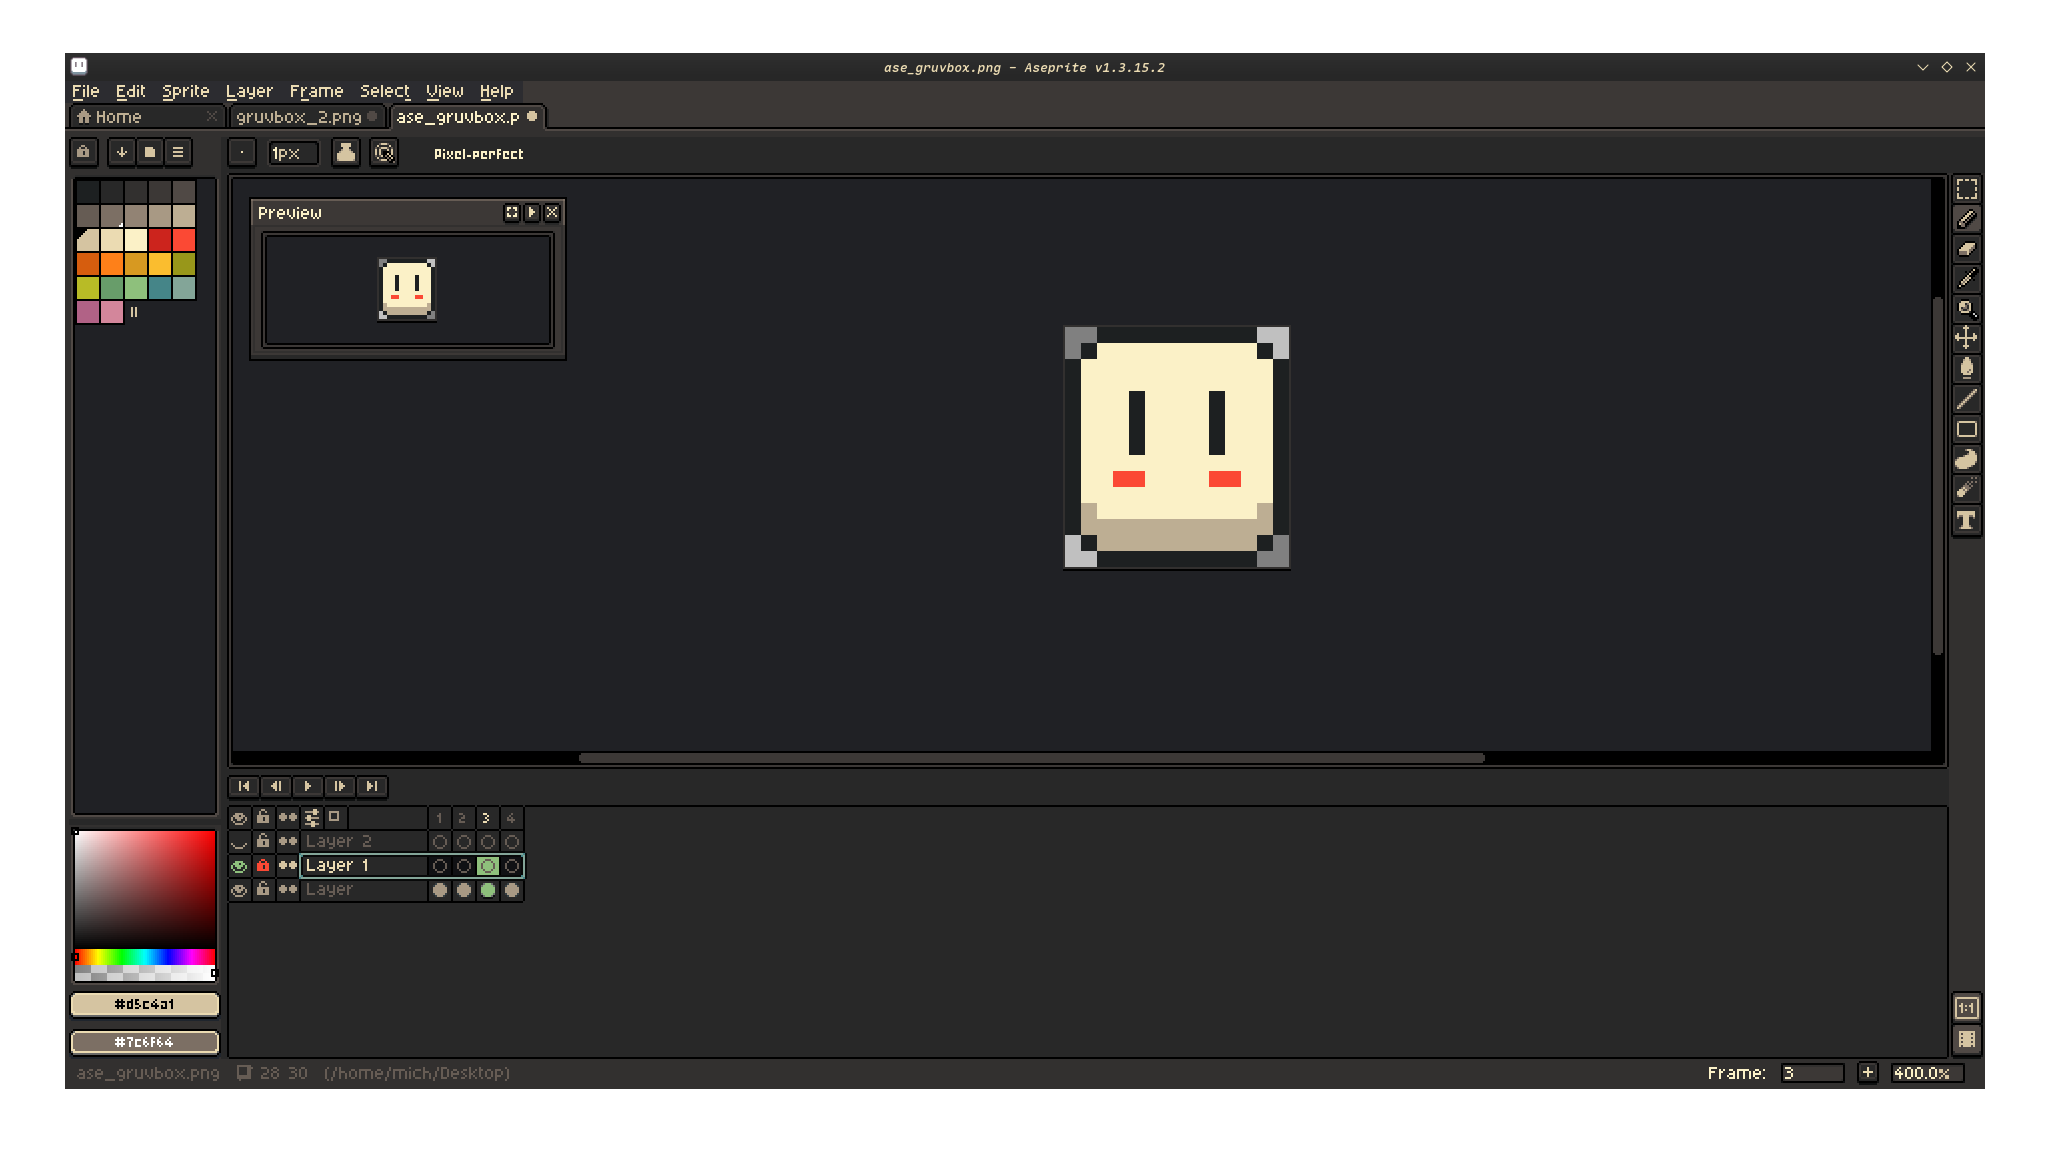 ase_gruvbox.png - Aseprite v1.3.15.2
File Edit Sprite Layer Frame Select View Help
Home gruvbox_2.png ase_gruvbox.p
1px Pixel-perfect
Preview
1 2 3 4
Layer 2
Layer 1
Layer
#d5c4a1
#7c6f64
1:1
ase_gruvbox.png 28 30 (/home/mich/Desktop) Frame: 3 + 400.0%